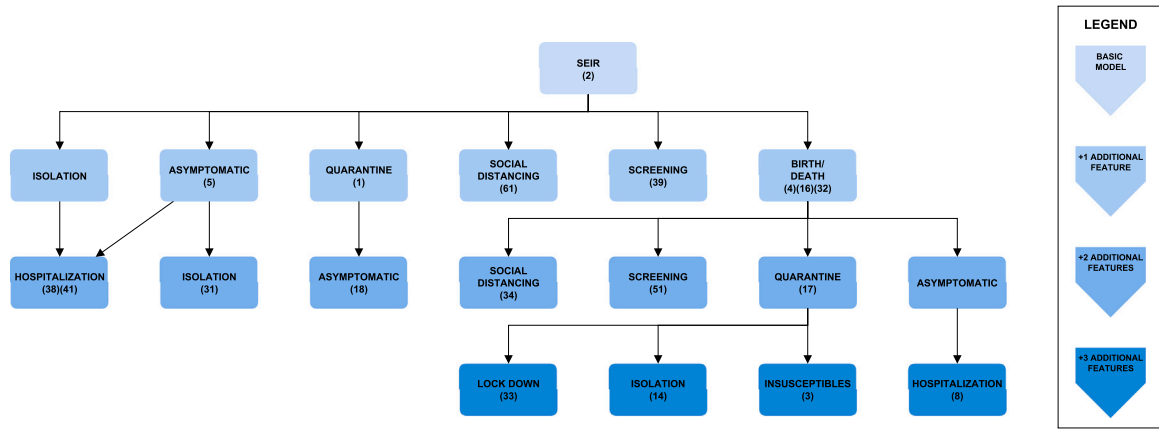 SEIR
(2)
ISOLATION
ASYMPTOMATIC
(5)
QUARANTINE
(1)
SOCIAL
DISTANCING
(61)
SCREENING
(39)
BIRTH/
DEATH
(4)(16)(32)
HOSPITALIZATION
(38)(41)
ISOLATION
(31)
ASYMPTOMATIC
(18)
SOCIAL
DISTANCING
(34)
SCREENING
(51)
QUARANTINE
(17)
ASYMPTOMATIC
LOCK DOWN
(33)
ISOLATION
(14)
INSUSCEPTIBLES
(3)
HOSPITALIZATION
(8)
LEGEND
BASIC
MODEL
+1 ADDITIONAL
FEATURE
+2 ADDITIONAL
FEATURES
+3 ADDITIONAL
FEATURES